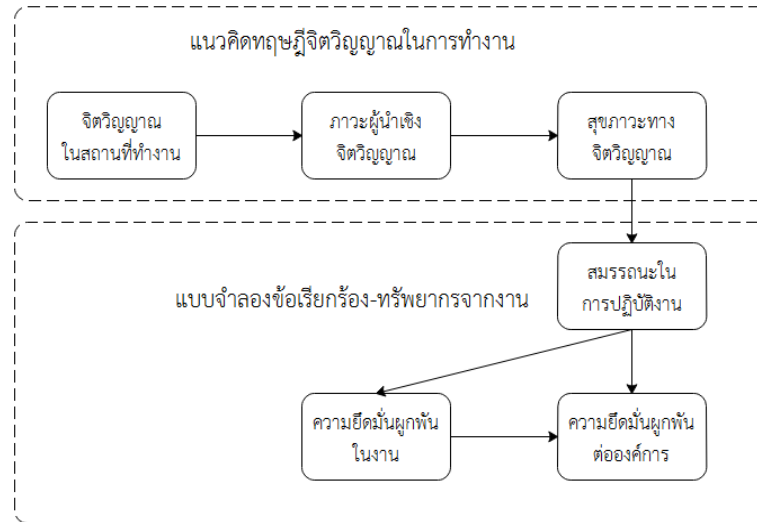 แนวคิดทฤษฎีจิตวิญญาณในการทำงาน
จิตวิญญาณ
ในสถานที่ทำงาน
ภาวะผู้นำเชิง
จิตวิญญาณ
สุขภาวะทาง
จิตวิญญาณ
สมรรถนะใน
การปฏิบัติงาน
แบบจำลองข้อเรียกร้อง-ทรัพยากรจากงาน
ความยึดมั่นผูกพัน
ในงาน
ความยึดมั่นผูกพัน
ต่อองค์การ